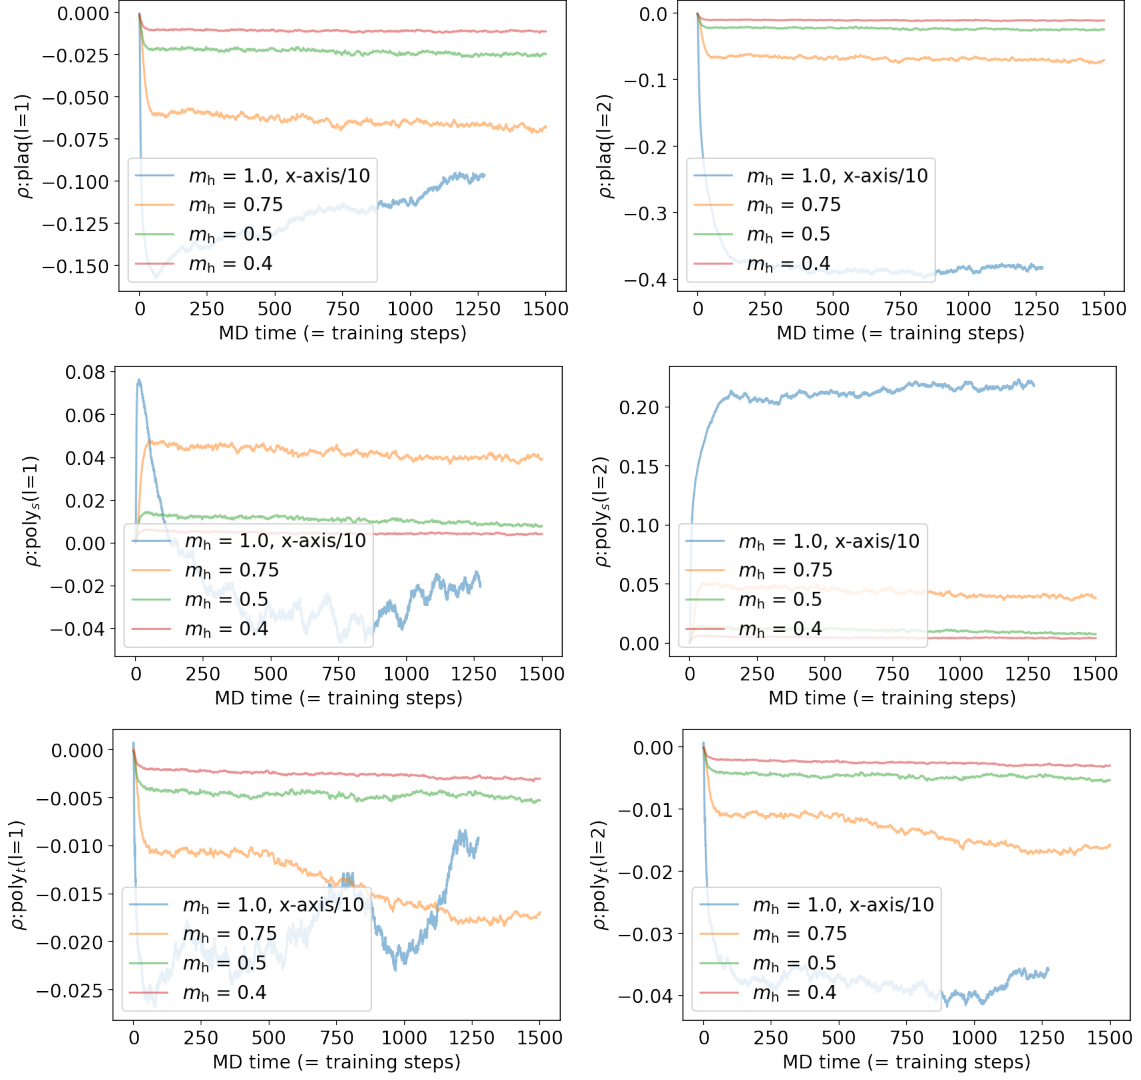 0.000
−0.025
−0.050
−0.075
−0.100
−0.125
−0.150
ρ:plaq(l=1)
mh = 1.0, x-axis/10
mh = 0.75
mh = 0.5
mh = 0.4
0 250 500 750 1000 1250 1500
MD time (= training steps)
0.0
−0.1
−0.2
−0.3
−0.4
ρ:plaq(l=2)
mh = 1.0, x-axis/10
mh = 0.75
mh = 0.5
mh = 0.4
0 250 500 750 1000 1250 1500
MD time (= training steps)
0.08
0.06
0.04
0.02
0.00
−0.02
−0.04
ρ:polys(l=1)
mh = 1.0, x-axis/10
mh = 0.75
mh = 0.5
mh = 0.4
0 250 500 750 1000 1250 1500
MD time (= training steps)
0.20
0.15
0.10
0.05
0.00
ρ:polys(l=2)
mh = 1.0, x-axis/10
mh = 0.75
mh = 0.5
mh = 0.4
0 250 500 750 1000 1250 1500
MD time (= training steps)
0.000
−0.005
−0.010
−0.015
−0.020
−0.025
ρ:polyt(l=1)
mh = 1.0, x-axis/10
mh = 0.75
mh = 0.5
mh = 0.4
0 250 500 750 1000 1250 1500
MD time (= training steps)
0.00
−0.01
−0.02
−0.03
−0.04
ρ:polyt(l=2)
mh = 1.0, x-axis/10
mh = 0.75
mh = 0.5
mh = 0.4
0 250 500 750 1000 1250 1500
MD time (= training steps)